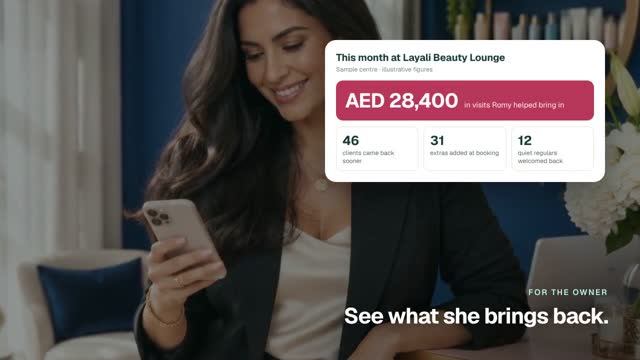 This month at Layali Beauty Lounge
Sample centre · illustrative figures
AED 28,400 in visits Romy helped bring in
46
clients came back
sooner
31
extras added at booking
12
quiet regulars
welcomed back
FOR THE OWNER
See what she brings back.